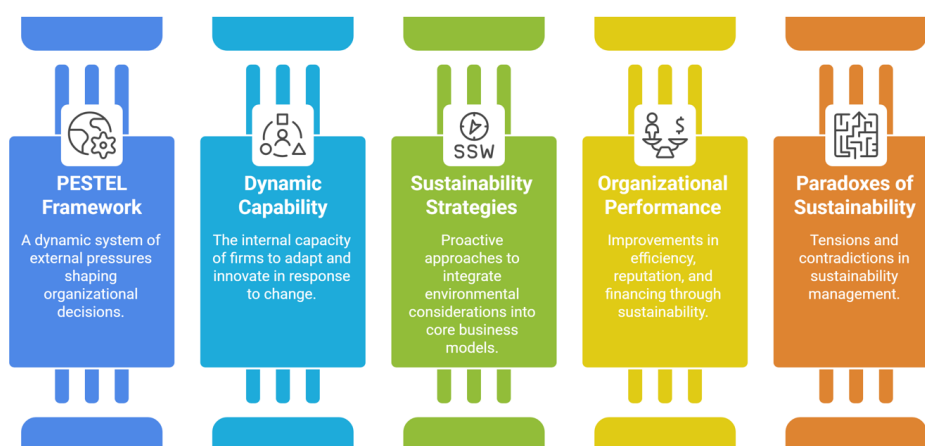 PESTEL
Framework
A dynamic system of
external pressures
shaping
organizational
decisions.
Dynamic
Capability
The internal capacity
of firms to adapt and
innovate in response
to change.
SSW
Sustainability
Strategies
Proactive
approaches to
integrate
environmental
considerations into
core business
models.
$
Organizational
Performance
Improvements in
efficiency,
reputation, and
financing through
sustainability.
Paradoxes of
Sustainability
Tensions and
contradictions in
sustainability
management.